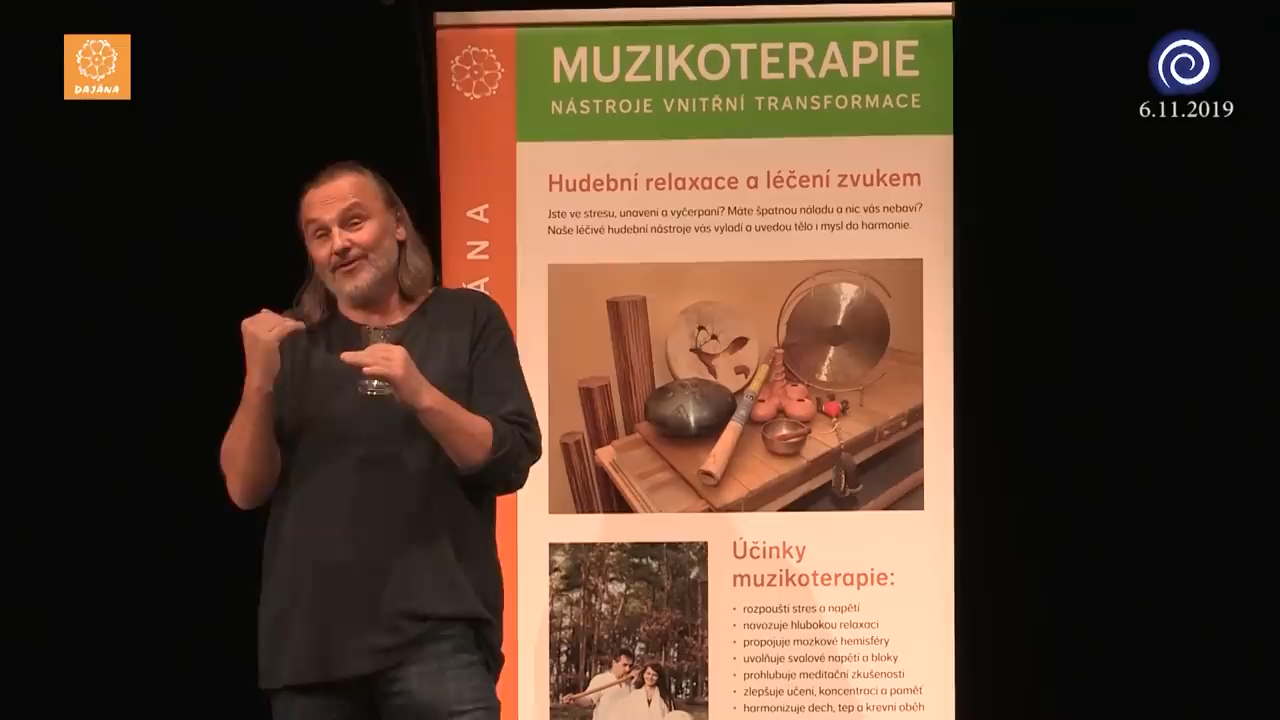 DAJÁNA
6.11.2019
MUZIKOTERAPIE
NÁSTROJE VNITŘNÍ TRANSFORMACE
ÁNA
Hudební relaxace a léčení zvukem
Jste ve stresu, unavení a vyčerpaní? Máte špatnou náladu a nic vás nebaví?
Naše léčivé hudební nástroje vás vyladí a uvedou tělo i mysl do harmonie.
Účinky
muzikoterapie:
• rozpouští stres a napětí
• navozuje hlubokou relaxaci
• propojuje mozkové hemisféry
• uvolňuje svalové napětí a bloky
• prohlubuje meditační zkušenosti
• zlepšuje učení, koncentraci a paměť
• harmonizuje dech, tep a krevní oběh